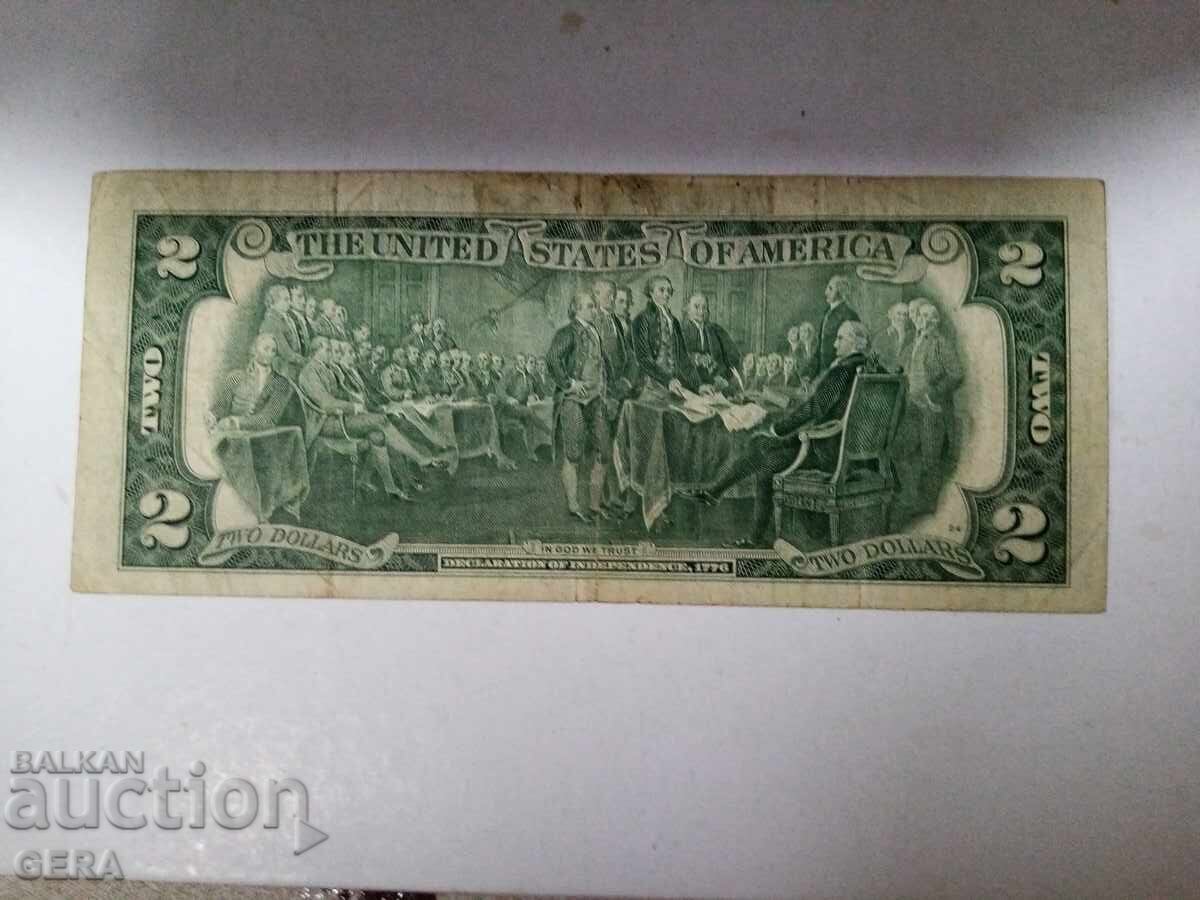 2 THE UNITED STATES OF AMERICA 2
TWO TWO
2 TWO DOLLARS TWO DOLLARS 2
IN GOD WE TRUST
DECLARATION OF INDEPENDENCE, 1776
BALKAN
auction
GERA